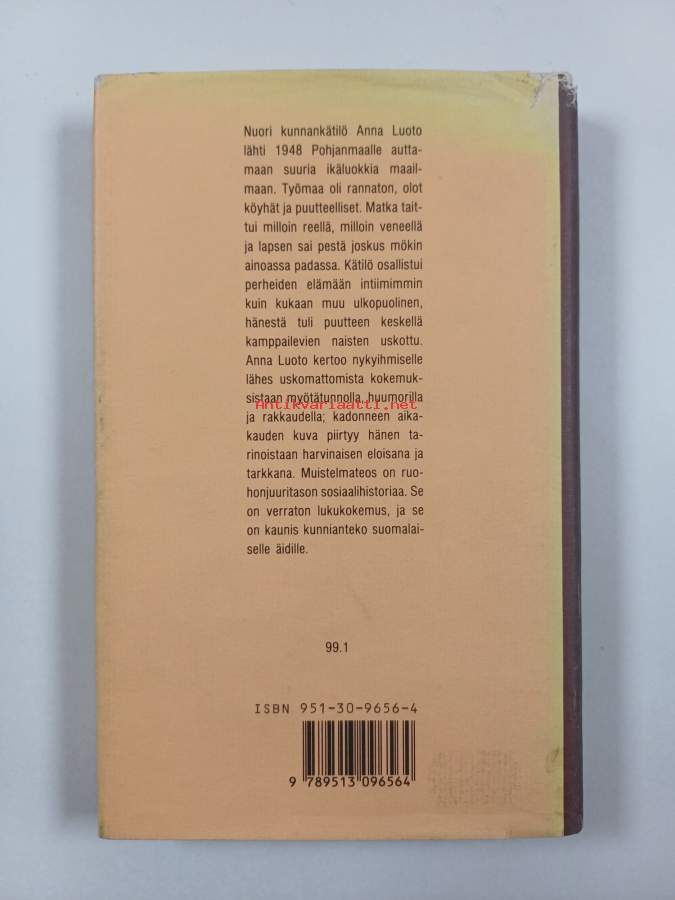 Nuori kunnankätilö Anna Luoto
lähti 1948 Pohjanmaalle autta-
maan suuria ikäluokkia maail-
maan. Työmaa oli rannaton, olot
köyhät ja puutteelliset. Matka tait-
tui milloin reellä, milloin veneellä
ja lapsen sai pestä joskus mökin
ainoassa padassa. Kätilö osallistui
perheiden elämään intiimimmin
kuin kukaan muu ulkopuolinen,
hänestä tuli puutteen keskellä
kamppailevien naisten uskottu.
Anna Luoto kertoo nykyihmiselle
lähes uskomattomista kokemuk-
sistaan myötätunnolla, huumorilla
Antikvariaatti.net
ja rakkaudella; kadonneen aika-
kauden kuva piirtyy hänen ta-
rinoistaan harvinaisen eloisana ja
tarkkana. Muistelmateos on ruo-
honjuuritason sosiaalihistoriaa. Se
on verraton lukukokemus, ja se
on kaunis kunnianteko suomalai-
selle äidille.
99.1
ISBN 951-30-9656-4
9 789513 096564